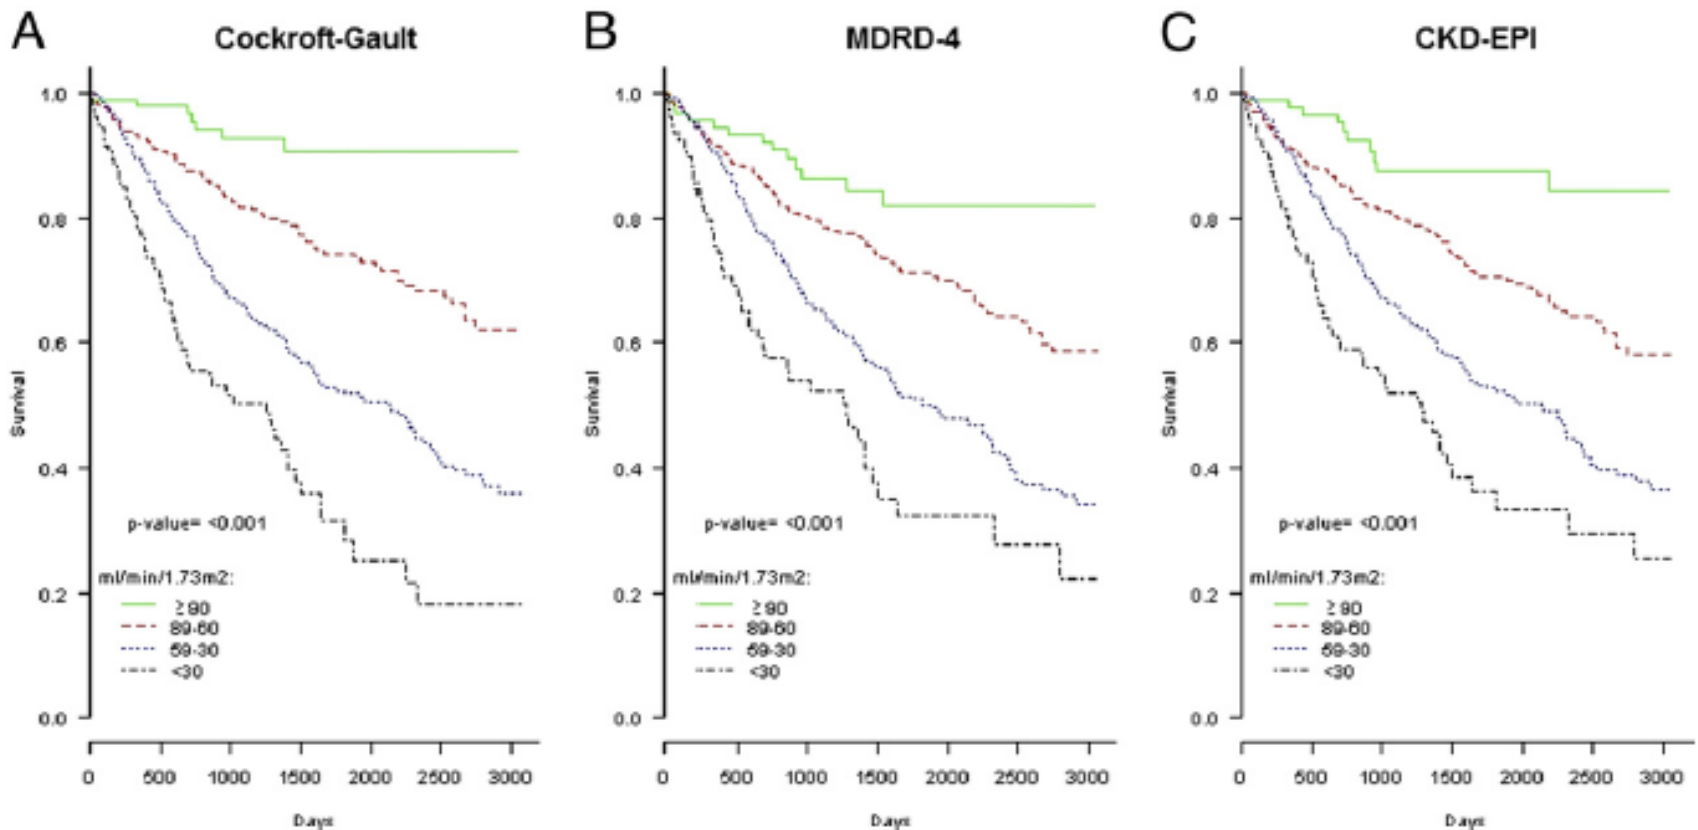 A
Cockroft-Gault
1.0
0.8
0.6
0.4
0.2
0.0
Survival
p-value= <0.001
ml/min/1.73m2:
≥90
89-60
59-30
<30
0 500 1000 1500 2000 2500 3000
Days
B
MDRD-4
1.0
0.8
0.6
0.4
0.2
0.0
Survival
p-value= <0.001
ml/min/1.73m2:
≥90
89-60
59-30
<30
0 500 1000 1500 2000 2500 3000
Days
C
CKD-EPI
1.0
0.8
0.6
0.4
0.2
0.0
Survival
p-value= <0.001
ml/min/1.73m2:
≥90
89-60
59-30
<30
0 500 1000 1500 2000 2500 3000
Days